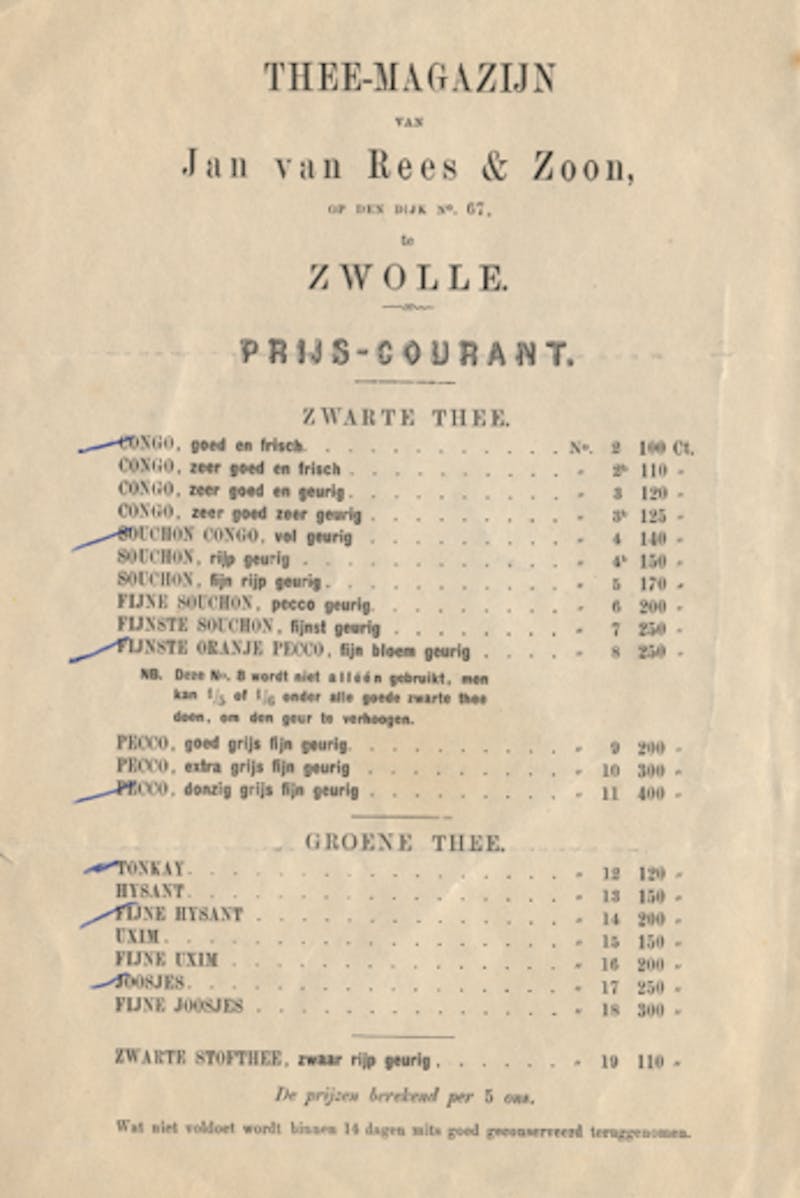 THEE-MAGAZIJN
VAN
Jan van Rees & Zoon,
OP DEN DIJK No. 67,
te
ZWOLLE.
PRIJS-COURANT.
ZWARTE THEE.
CONGO, goed en frisch. . . . . . . . . . . . No. 2 100 Ct.
CONGO, zeer goed en frisch . . . . . . . . . . „ 2b 110 „
CONGO, zeer goed en geurig. . . . . . . . . . „ 3 120 „
CONGO, zeer goed zeer geurig . . . . . . . . . „ 3b 125 „
SOUCHON CONGO, vol geurig . . . . . . . . . „ 4 140 „
SOUCHON, rijp geurig . . . . . . . . . . . . „ 4b 150 „
SOUCHON, fijn rijp geurig. . . . . . . . . . . „ 5 170 „
FIJNE SOUCHON, pecco geurig. . . . . . . . . „ 6 200 „
FIJNSTE SOUCHON, fijnst geurig . . . . . . . . „ 7 250 „
FIJNSTE ORANJE PECCO, fijn bloem geurig . . . . „ 8 250 „
NB. Deze No. 8 wordt niet alléén gebruikt, men
kan 1/5 of 1/6 onder alle goede zwarte thee
doen, om den geur te verhoogen.
PECCO, goed grijs fijn geurig. . . . . . . . . . „ 9 200 „
PECCO, extra grijs fijn geurig . . . . . . . . . „ 10 300 „
PECCO, donzig grijs fijn geurig . . . . . . . . . „ 11 400 „
GROENE THEE.
TONKAY. . . . . . . . . . . . . . . . „ 12 120 „
HYSANT. . . . . . . . . . . . . . . . „ 13 150 „
FIJNE HYSANT . . . . . . . . . . . . . „ 14 200 „
UXIM. . . . . . . . . . . . . . . . . „ 15 150 „
FIJNE UXIM . . . . . . . . . . . . . . „ 16 200 „
JOOSJES. . . . . . . . . . . . . . . . „ 17 250 „
FIJNE JOOSJES . . . . . . . . . . . . . „ 18 300 „
ZWARTE STOFTHEE, zwaar rijp geurig. . . . . . . „ 19 110 „
De prijzen berekend per 5 ons.
Wat niet voldoet wordt binnen 14 dagen mits goed geconserveerd teruggenomen.